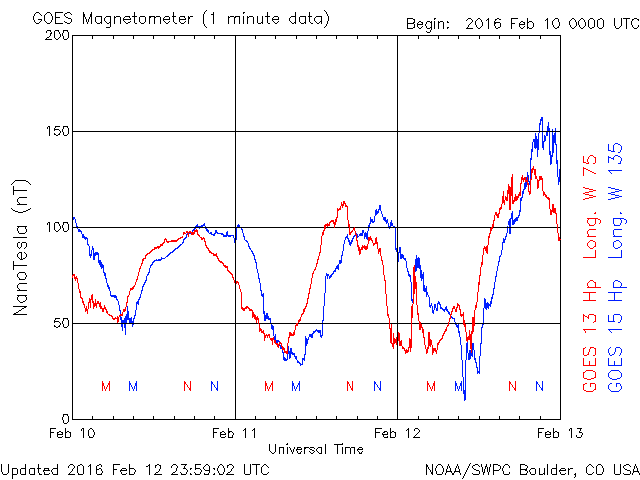 GOES Magnetometer (1 minute data)
Begin: 2016 Feb 10 0000 UTC
200
150
100
50
0
NanoTesla (nT)
M M N N M M N N M M N N
Feb 10 Feb 11 Feb 12 Feb 13
Universal Time
GOES 13 Hp Long. W 75
GOES 15 Hp Long. W 135
Updated 2016 Feb 12 23:59:02 UTC
NOAA/SWPC Boulder, CO USA